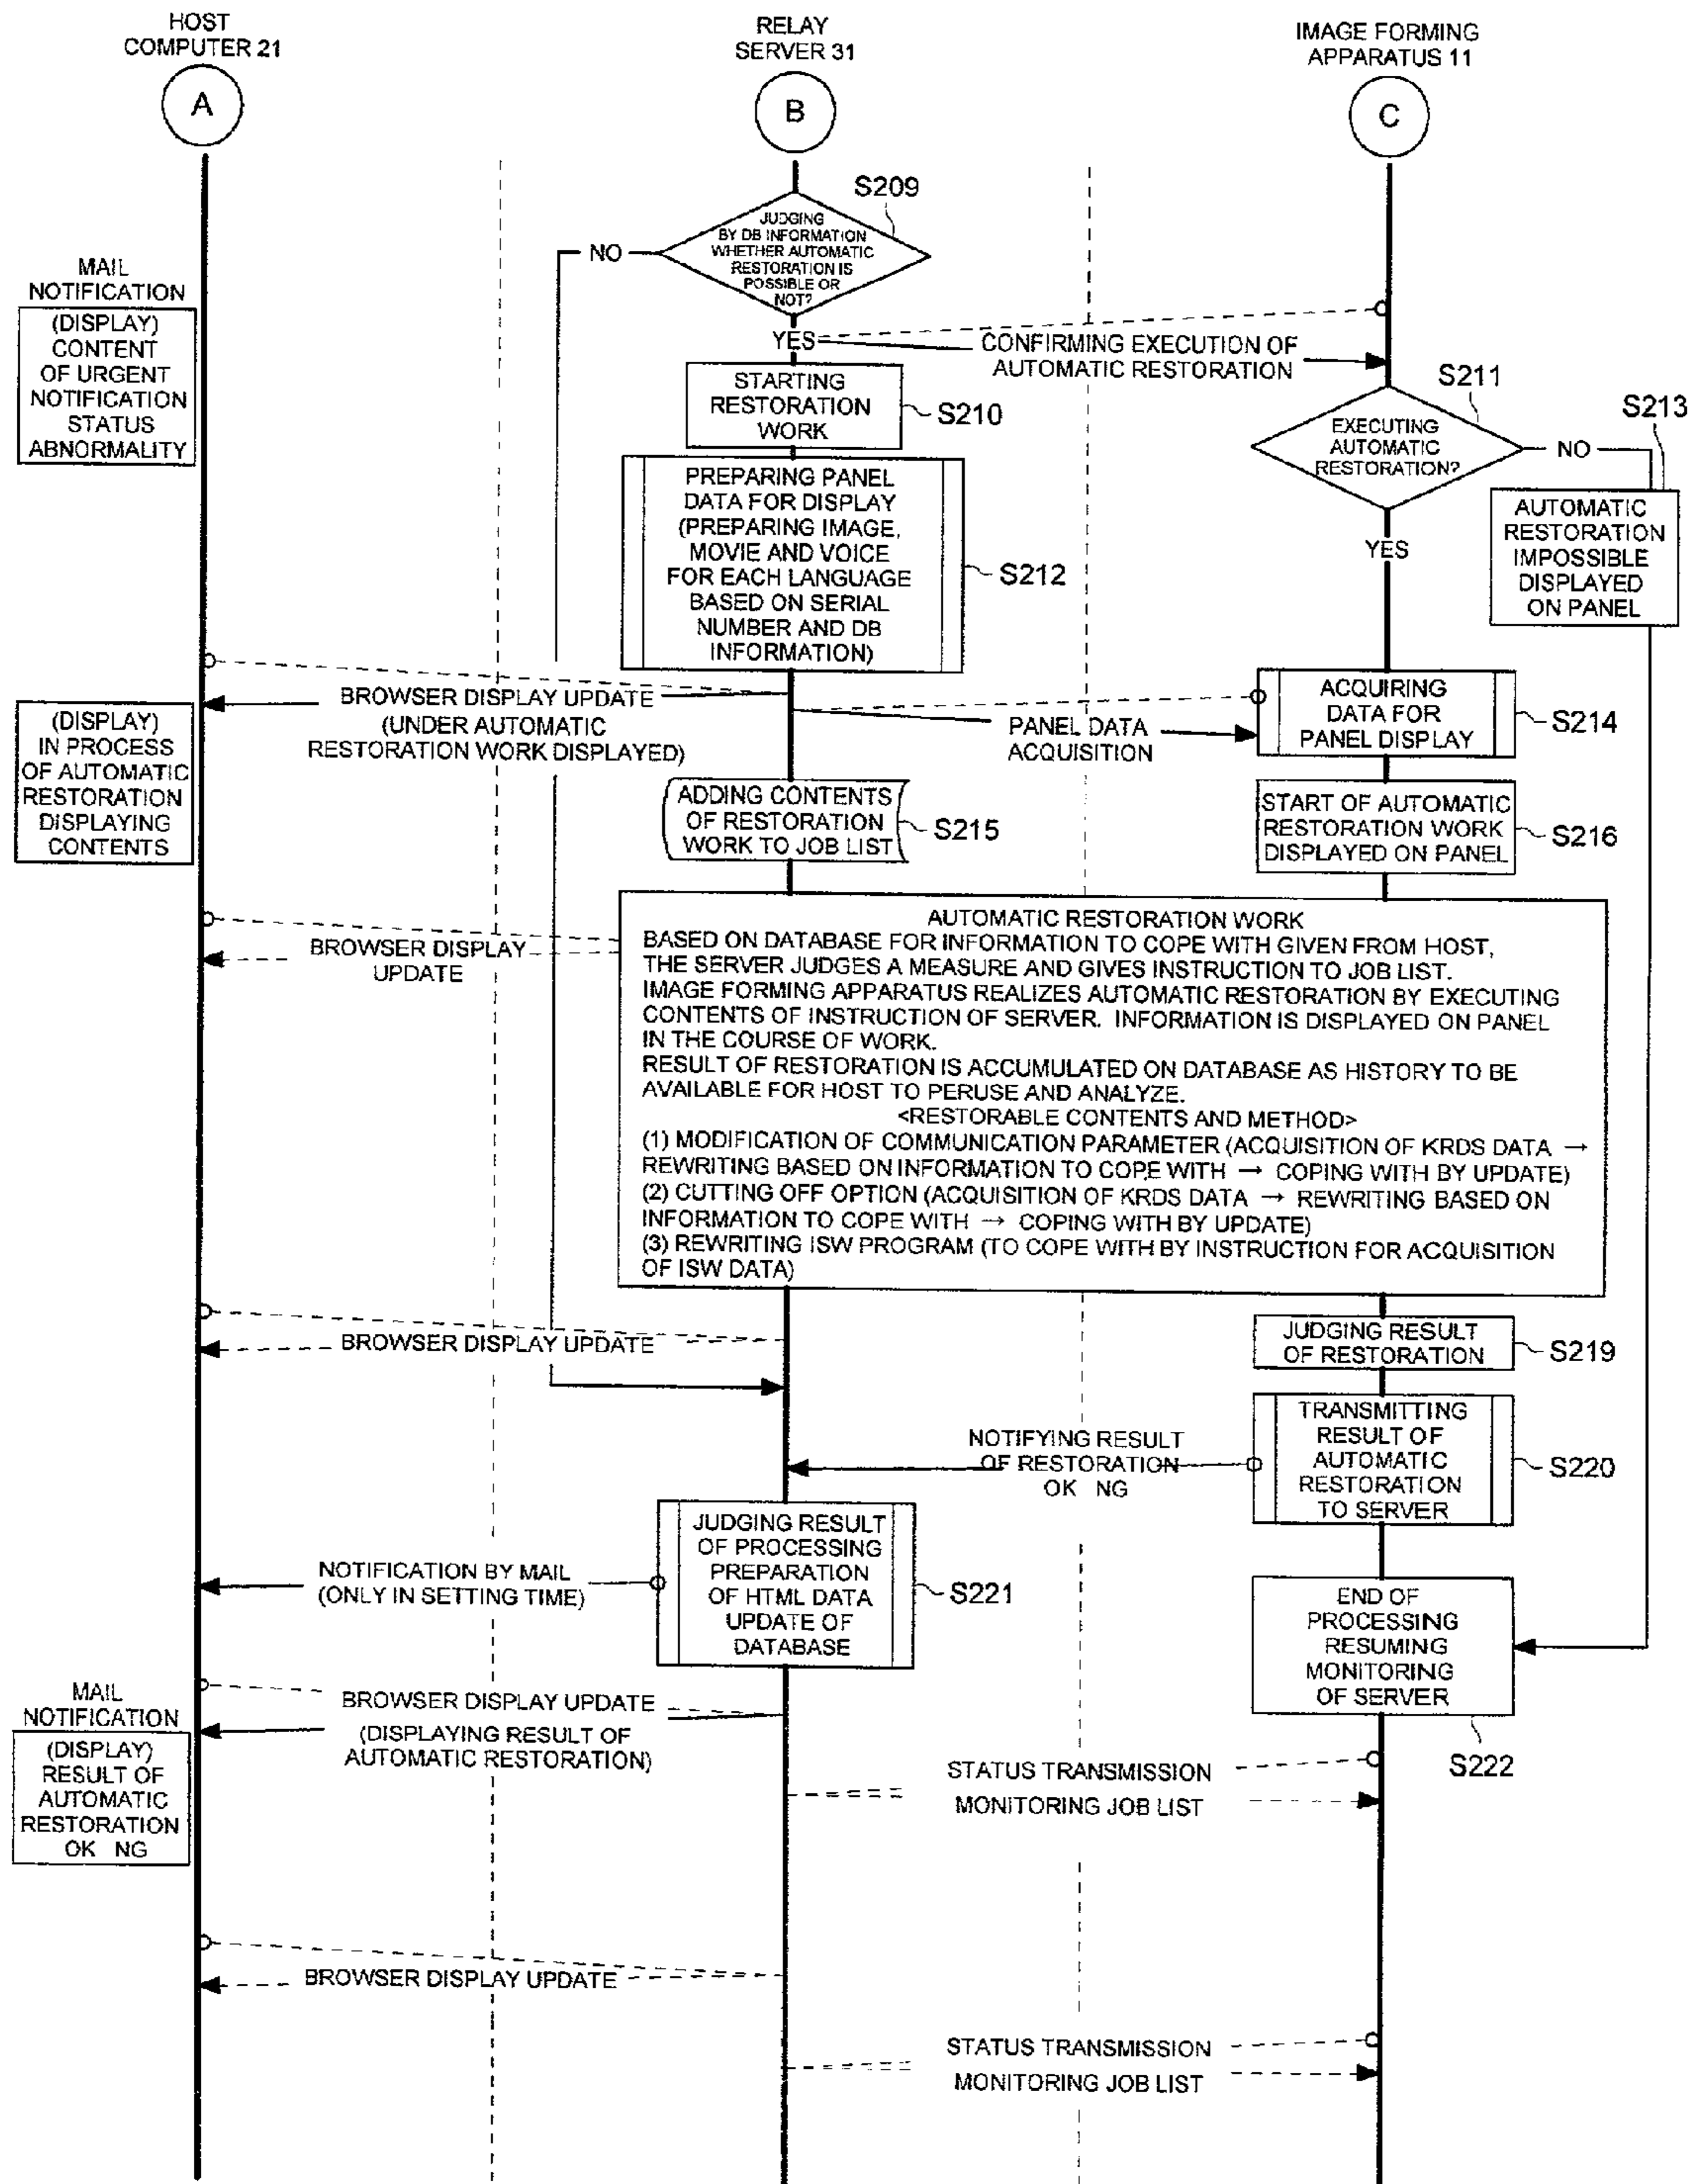 HOST
COMPUTER 21
RELAY
SERVER 31
IMAGE FORMING
APPARATUS 11
A
B
C
S209
JUDGING
BY DB INFORMATION
WHETHER AUTOMATIC
RESTORATION IS
POSSIBLE OR
NOT?
NO
MAIL
NOTIFICATION
(DISPLAY)
CONTENT
OF URGENT
NOTIFICATION
STATUS
ABNORMALITY
YES
CONFIRMING EXECUTION OF
AUTOMATIC RESTORATION
STARTING
RESTORATION
WORK
S210
S211
EXECUTING
AUTOMATIC
RESTORATION?
NO
S213
AUTOMATIC
RESTORATION
IMPOSSIBLE
DISPLAYED
ON PANEL
YES
PREPARING PANEL
DATA FOR DISPLAY
(PREPARING IMAGE,
MOVIE AND VOICE
FOR EACH LANGUAGE
BASED ON SERIAL
NUMBER AND DB
INFORMATION)
S212
BROWSER DISPLAY UPDATE
(UNDER AUTOMATIC
RESTORATION WORK DISPLAYED)
(DISPLAY)
IN PROCESS
OF AUTOMATIC
RESTORATION
DISPLAYING
CONTENTS
PANEL DATA
ACQUISITION
ACQUIRING
DATA FOR
PANEL DISPLAY
S214
ADDING CONTENTS
OF RESTORATION
WORK TO JOB LIST
S215
START OF AUTOMATIC
RESTORATION WORK
DISPLAYED ON PANEL
S216
BROWSER DISPLAY
UPDATE
AUTOMATIC RESTORATION WORK
BASED ON DATABASE FOR INFORMATION TO COPE WITH GIVEN FROM HOST,
THE SERVER JUDGES A MEASURE AND GIVES INSTRUCTION TO JOB LIST.
IMAGE FORMING APPARATUS REALIZES AUTOMATIC RESTORATION BY EXECUTING
CONTENTS OF INSTRUCTION OF SERVER. INFORMATION IS DISPLAYED ON PANEL
IN THE COURSE OF WORK.
RESULT OF RESTORATION IS ACCUMULATED ON DATABASE AS HISTORY TO BE
AVAILABLE FOR HOST TO PERUSE AND ANALYZE.
<RESTORABLE CONTENTS AND METHOD>
(1) MODIFICATION OF COMMUNICATION PARAMETER (ACQUISITION OF KRDS DATA →
REWRITING BASED ON INFORMATION TO COPE WITH → COPING WITH BY UPDATE)
(2) CUTTING OFF OPTION (ACQUISITION OF KRDS DATA → REWRITING BASED ON
INFORMATION TO COPE WITH → COPING WITH BY UPDATE)
(3) REWRITING ISW PROGRAM (TO COPE WITH BY INSTRUCTION FOR ACQUISITION
OF ISW DATA)
BROWSER DISPLAY UPDATE
JUDGING RESULT
OF RESTORATION
S219
NOTIFYING RESULT
OF RESTORATION
OK NG
TRANSMITTING
RESULT OF
AUTOMATIC
RESTORATION
TO SERVER
S220
JUDGING RESULT
OF PROCESSING
PREPARATION
OF HTML DATA
UPDATE OF
DATABASE
S221
NOTIFICATION BY MAIL
(ONLY IN SETTING TIME)
END OF
PROCESSING
RESUMING
MONITORING
OF SERVER
S222
MAIL
NOTIFICATION
(DISPLAY)
RESULT OF
AUTOMATIC
RESTORATION
OK NG
BROWSER DISPLAY UPDATE
(DISPLAYING RESULT OF
AUTOMATIC RESTORATION)
STATUS TRANSMISSION
MONITORING JOB LIST
BROWSER DISPLAY UPDATE
STATUS TRANSMISSION
MONITORING JOB LIST